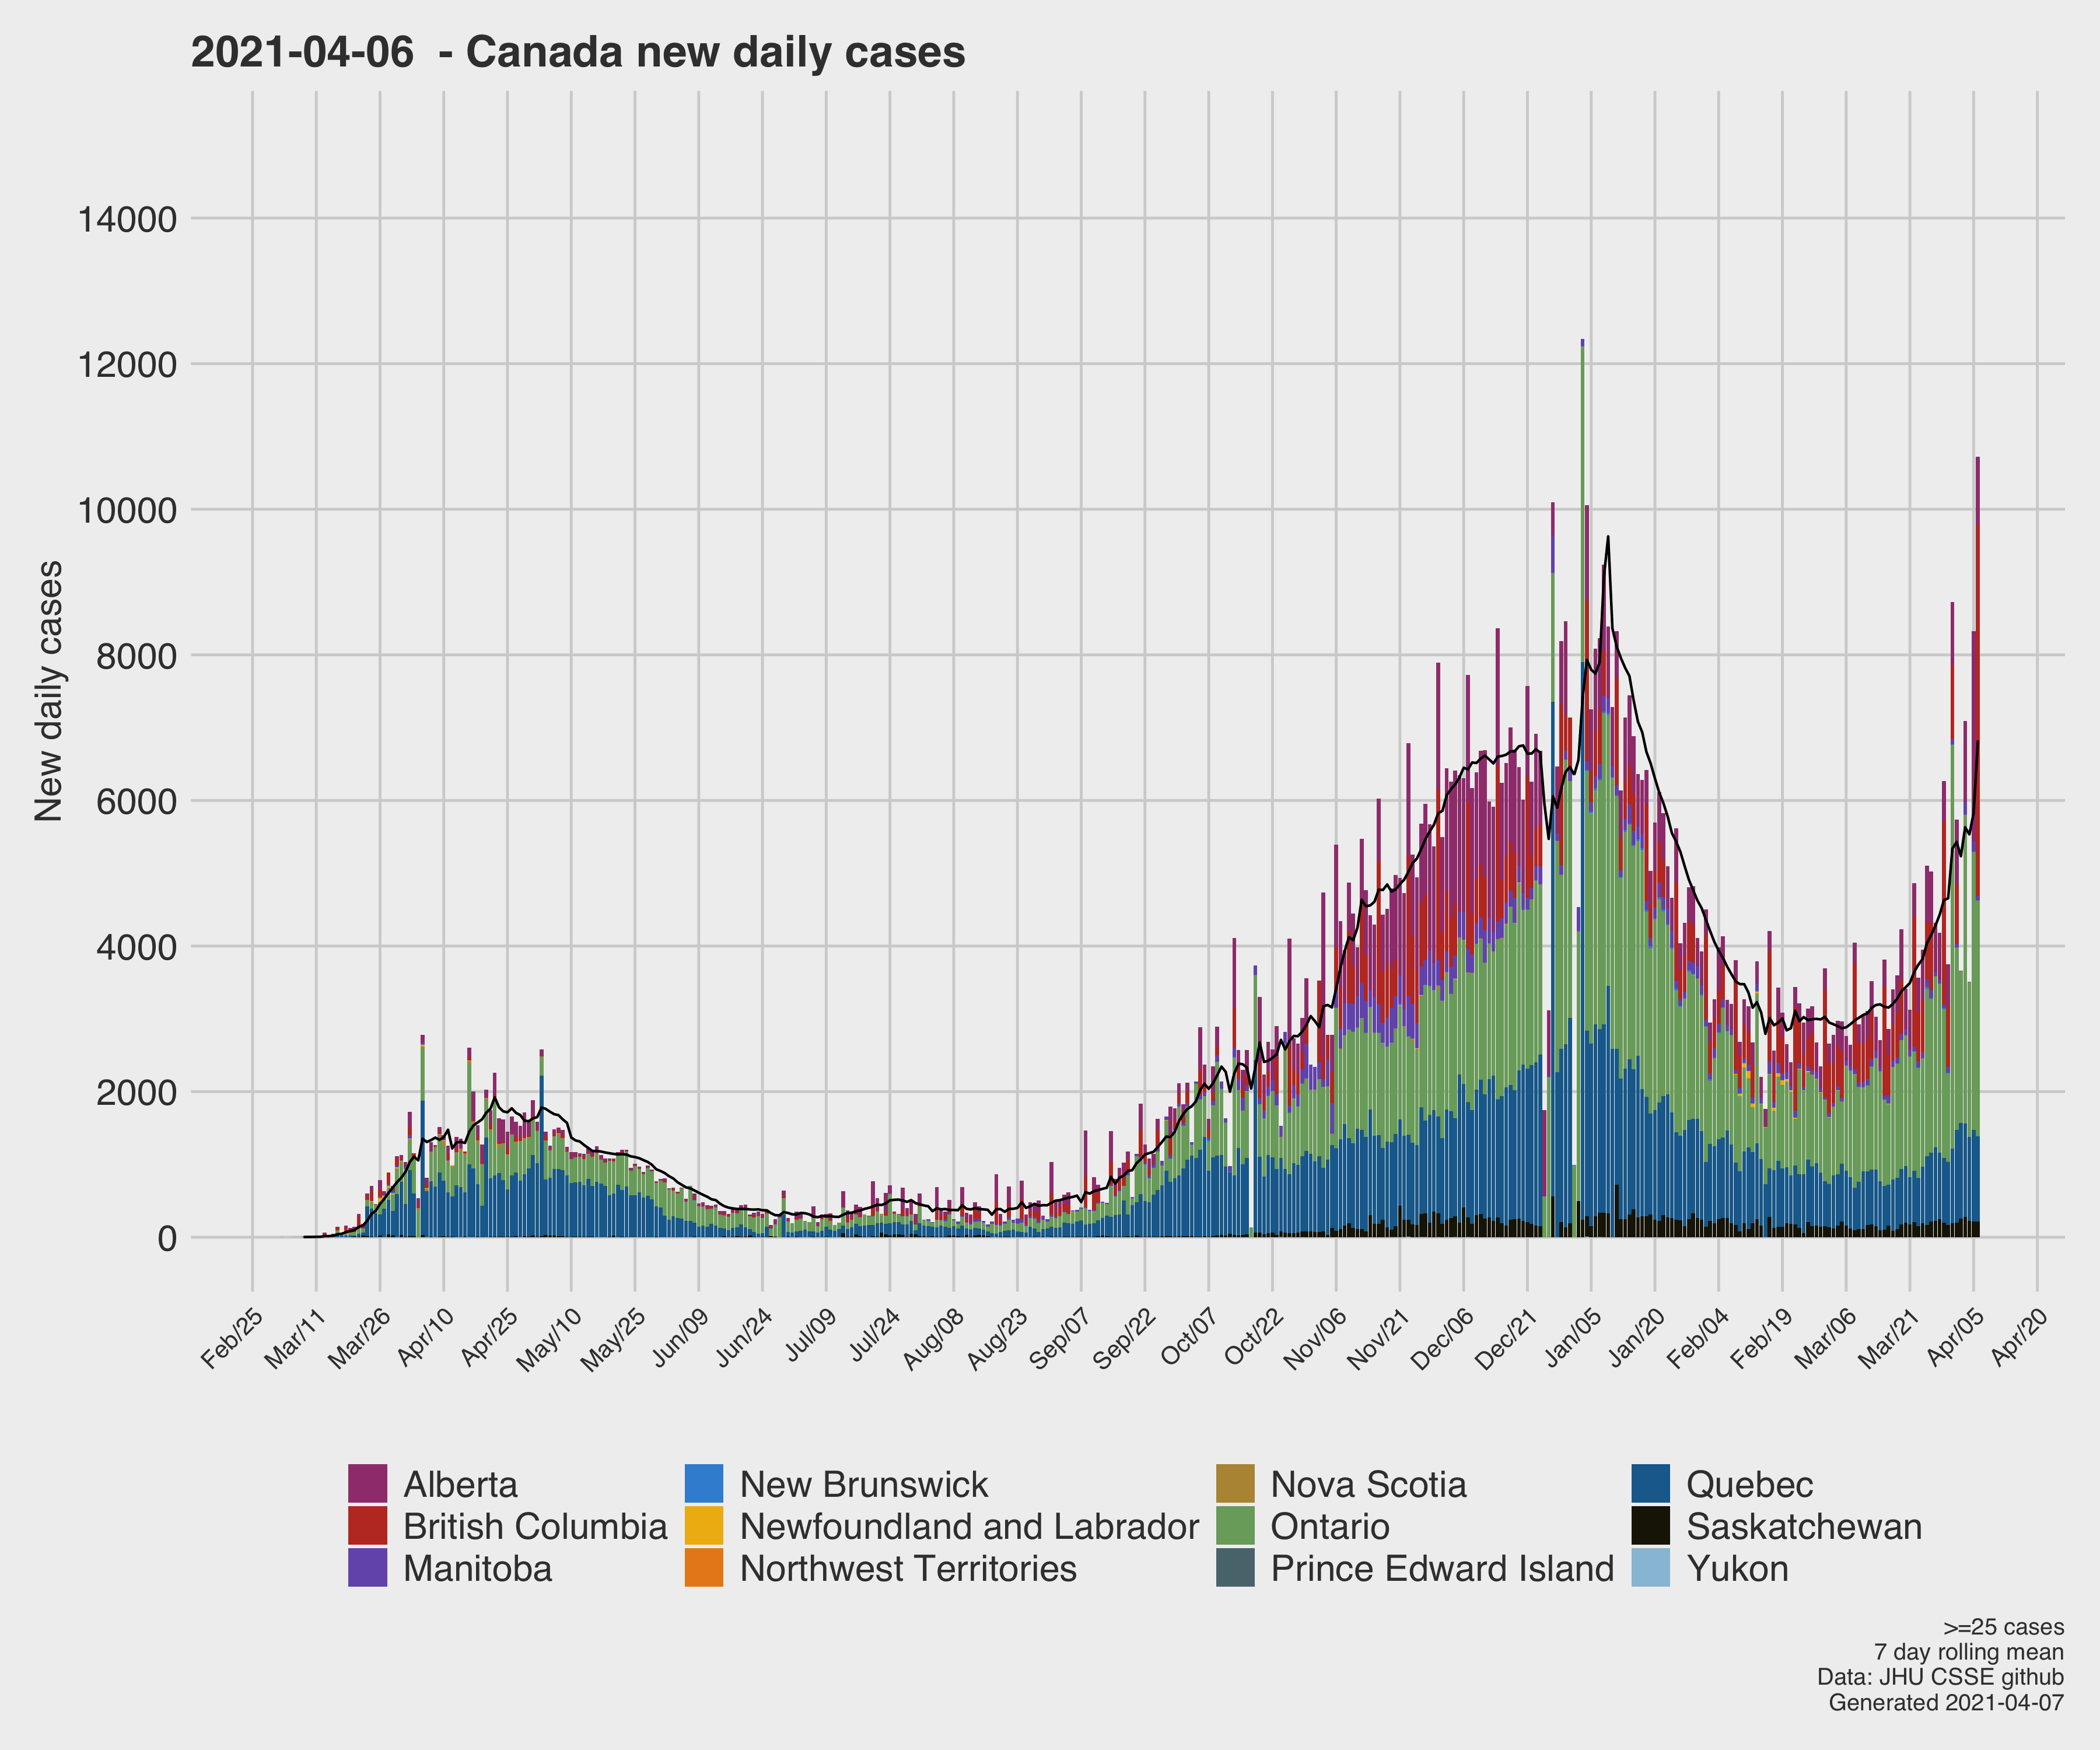 2021-04-06  - Canada new daily cases
New daily cases
14000
12000
10000
8000
6000
4000
2000
0
Feb/25 Mar/11 Mar/26 Apr/10 Apr/25 May/10 May/25 Jun/09 Jun/24 Jul/09 Jul/24 Aug/08 Aug/23 Sep/07 Sep/22 Oct/07 Oct/22 Nov/06 Nov/21 Dec/06 Dec/21 Jan/05 Jan/20 Feb/04 Feb/19 Mar/06 Mar/21 Apr/05 Apr/20
Alberta New Brunswick Nova Scotia Quebec
British Columbia Newfoundland and Labrador Ontario Saskatchewan
Manitoba Northwest Territories Prince Edward Island Yukon
>=25 cases
7 day rolling mean
Data: JHU CSSE github
Generated 2021-04-07